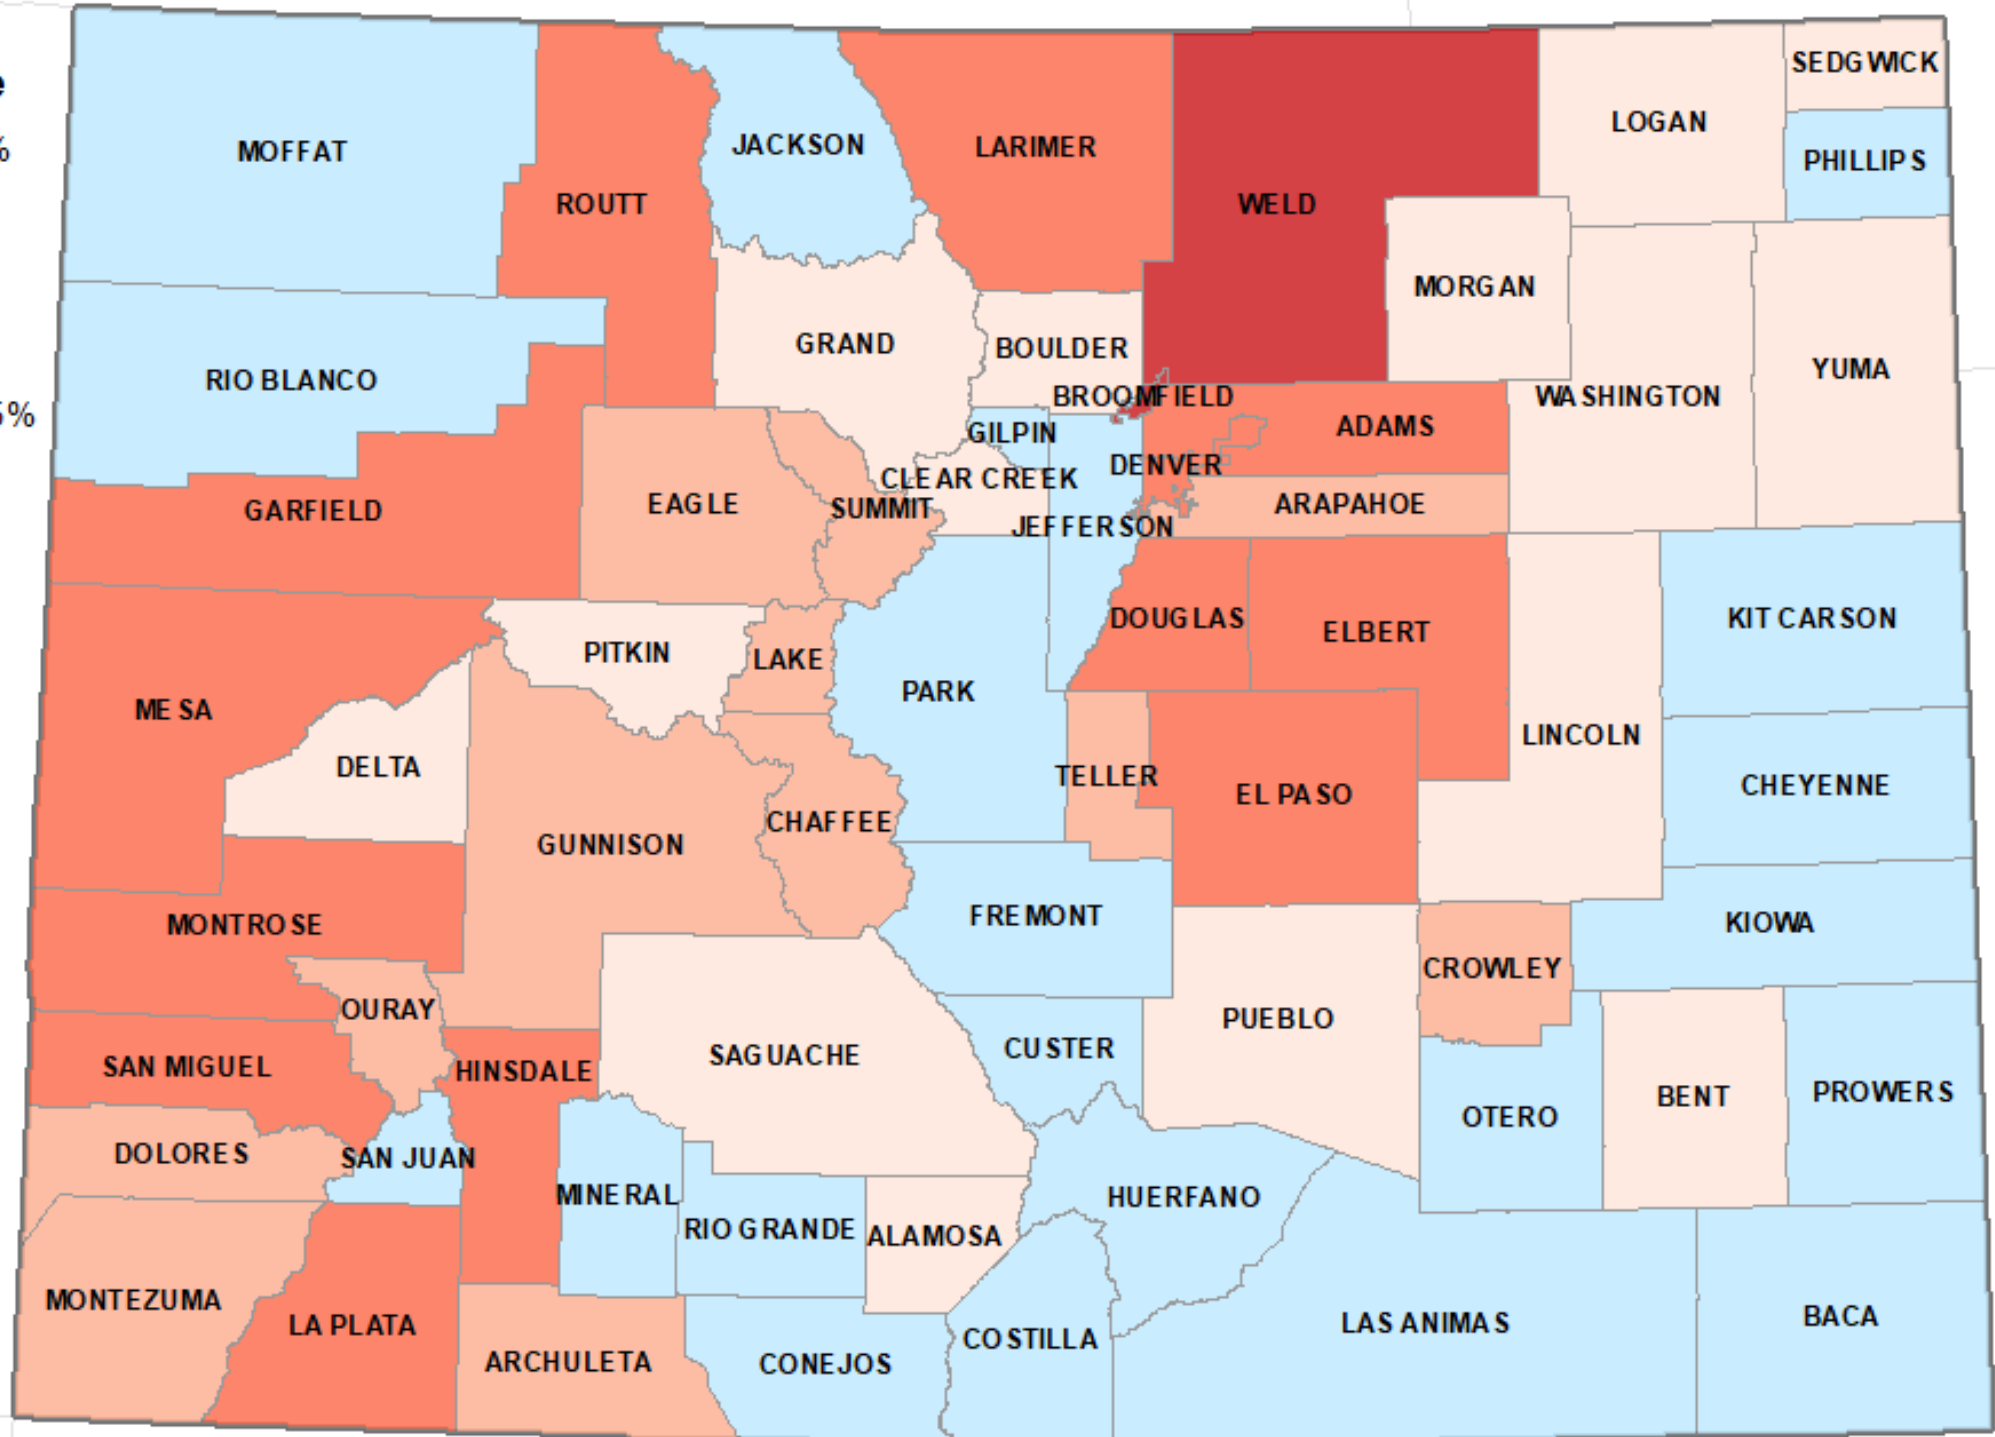 e
%
5%
SEDGWICK
LOGAN
MOFFAT
JACKSON
LARIMER
PHILLIPS
ROUTT
WELD
MORGAN
GRAND
BOULDER
YUMA
RIO BLANCO
BROOMFIELD
WASHINGTON
GILPIN
ADAMS
DENVER
CLEAR CREEK
GARFIELD
EAGLE
SUMMIT
ARAPAHOE
JEFFERSON
DOUGLAS
ELBERT
KIT CARSON
PITKIN
LAKE
PARK
MESA
LINCOLN
DELTA
TELLER
EL PASO
CHEYENNE
CHAFFEE
GUNNISON
FREMONT
KIOWA
MONTROSE
CROWLEY
OURAY
PUEBLO
CUSTER
SAGUACHE
SAN MIGUEL
HINSDALE
BENT
PROWERS
OTERO
DOLORES
SAN JUAN
MINERAL
HUERFANO
RIO GRANDE
ALAMOSA
MONTEZUMA
LA PLATA
LAS ANIMAS
BACA
COSTILLA
ARCHULETA
CONEJOS